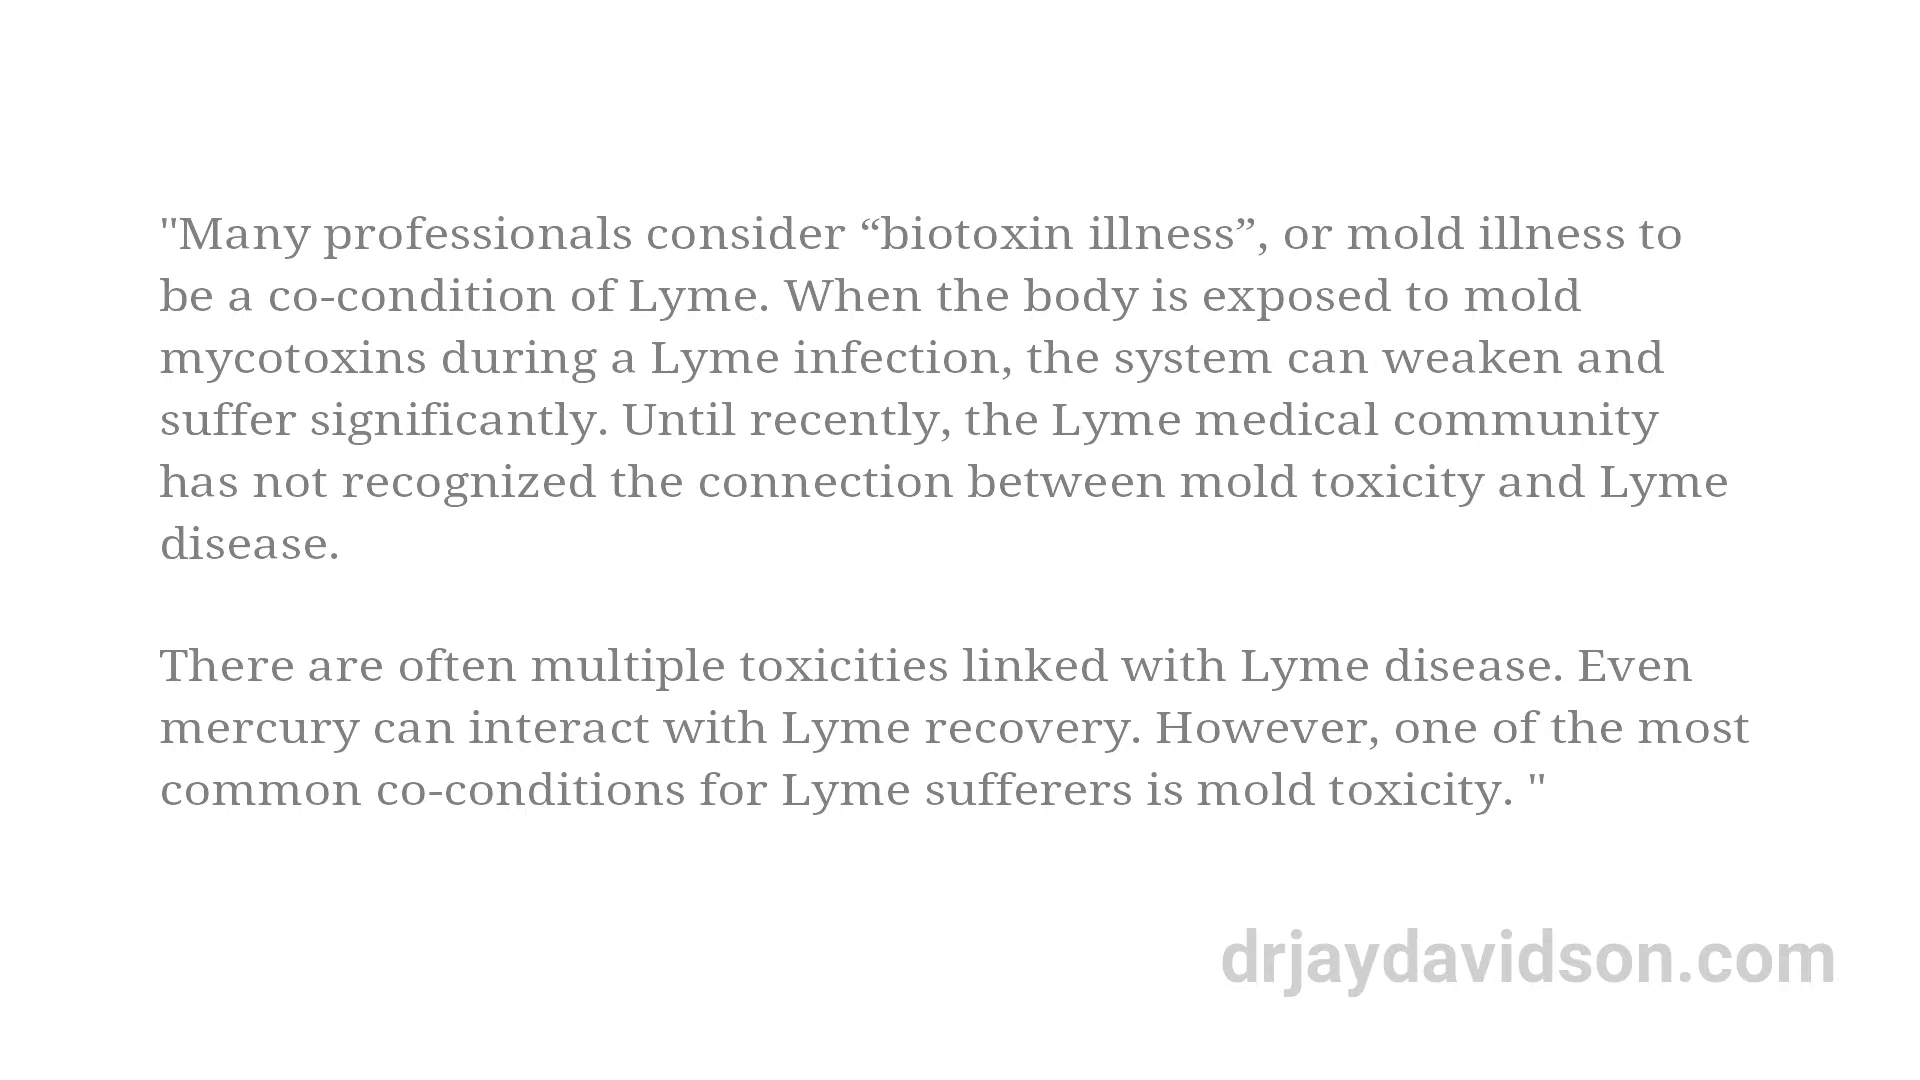 "Many professionals consider “biotoxin illness”, or mold illness to
be a co-condition of Lyme. When the body is exposed to mold
mycotoxins during a Lyme infection, the system can weaken and
suffer significantly. Until recently, the Lyme medical community
has not recognized the connection between mold toxicity and Lyme
disease.
There are often multiple toxicities linked with Lyme disease. Even
mercury can interact with Lyme recovery. However, one of the most
common co-conditions for Lyme sufferers is mold toxicity. "
drjaydavidson.com